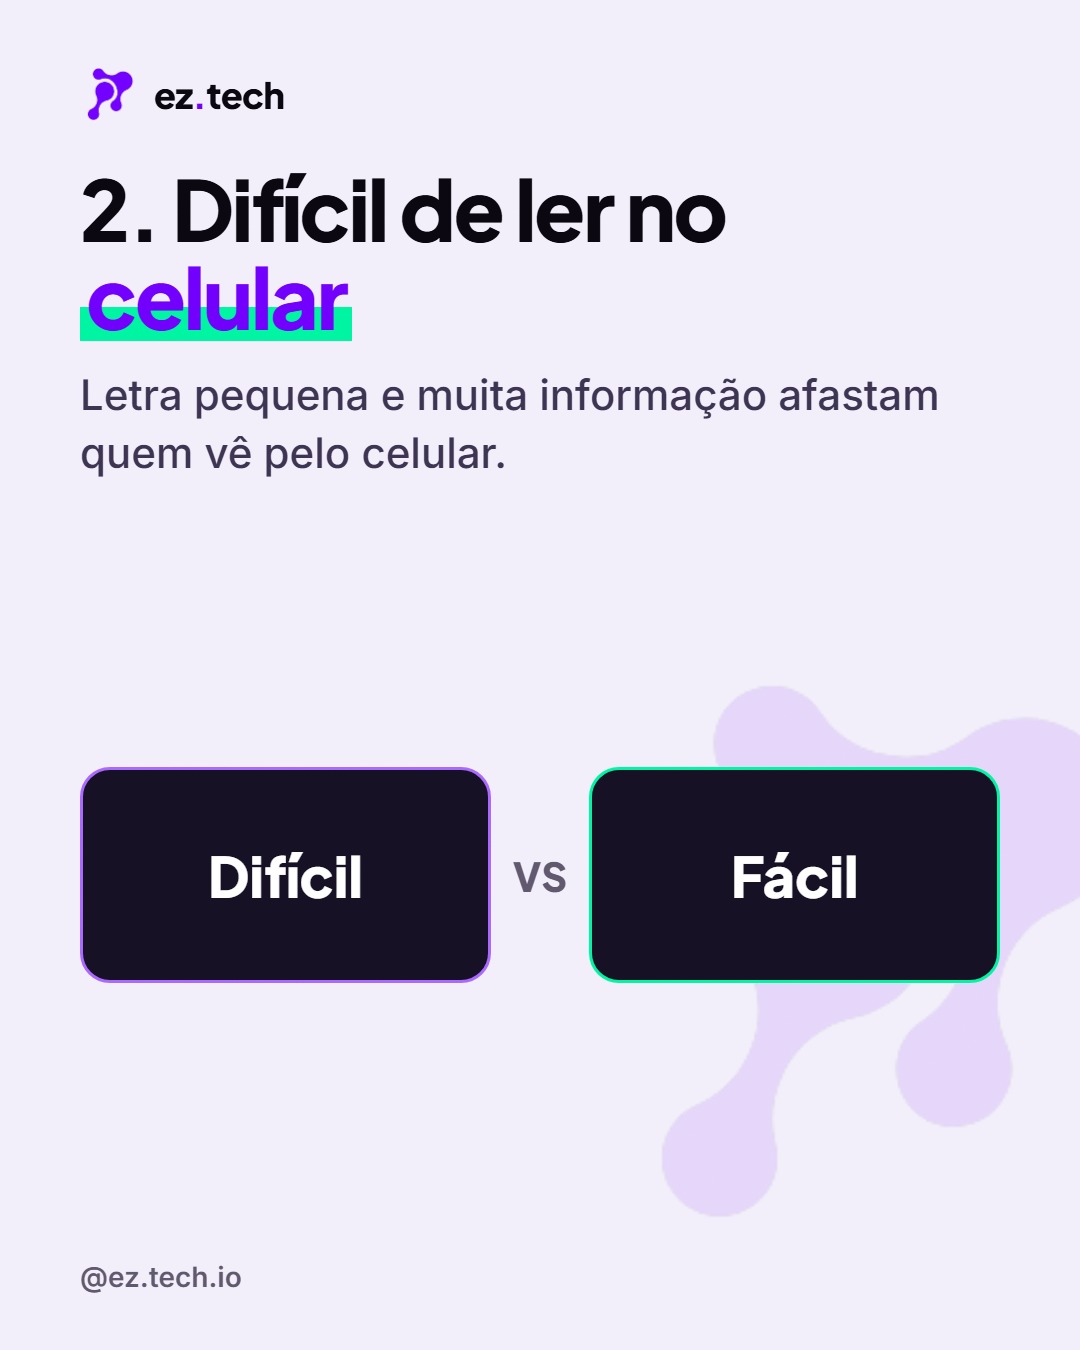 ez.tech
2. Difícil de ler no
celular
Letra pequena e muita informação afastam
quem vê pelo celular.
Difícil
VS
Fácil
@ez.tech.io